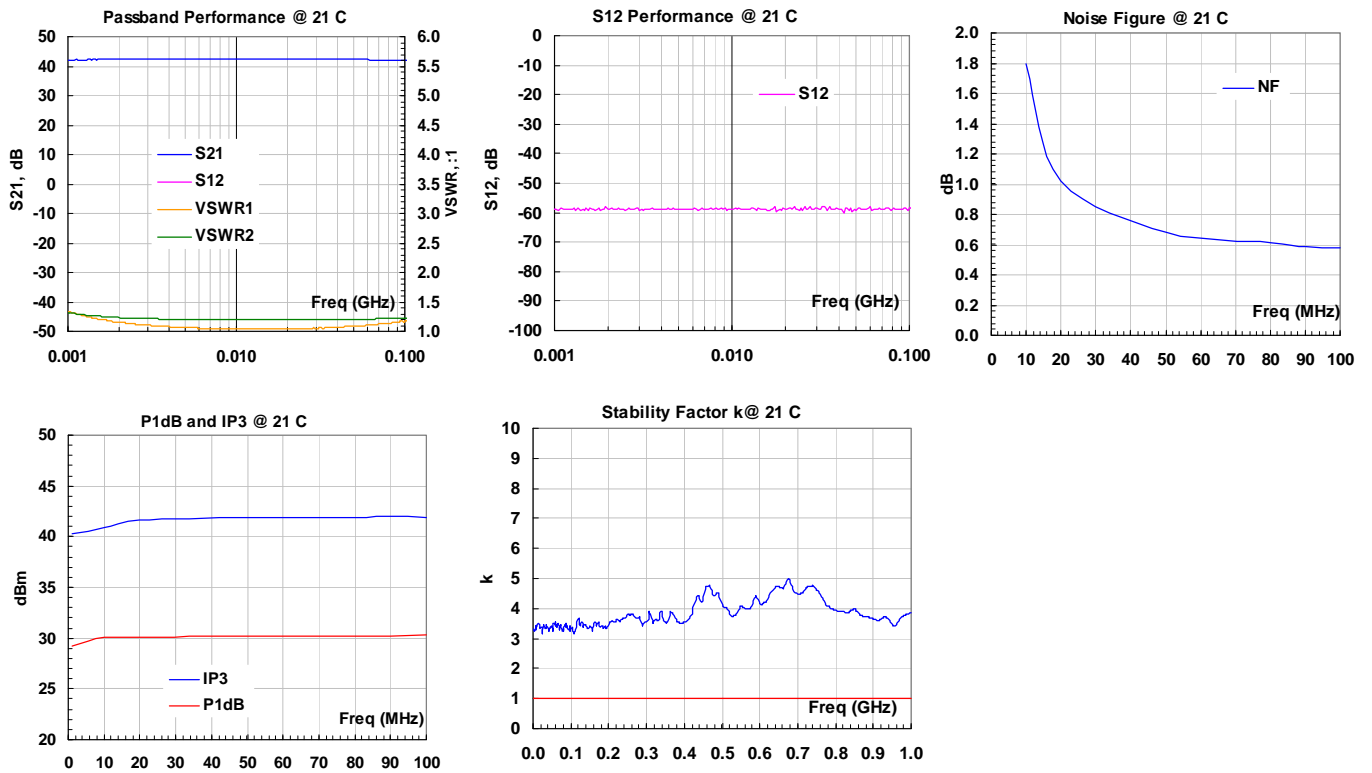 Passband Performance @ 21 C
50
40
30
20
10
0
-10
-20
-30
-40
-50
S21, dB
6.0
5.5
5.0
4.5
4.0
3.5
3.0
2.5
2.0
1.5
1.0
VSWR, :1
S21
S12
VSWR1
VSWR2
Freq (GHz)
0.001 0.010 0.100
S12 Performance @ 21 C
0
-10
-20
-30
-40
-50
-60
-70
-80
-90
-100
S12, dB
S12
Freq (GHz)
0.001 0.010 0.100
Noise Figure @ 21 C
2.0
1.8
1.6
1.4
1.2
1.0
0.8
0.6
0.4
0.2
0.0
dB
NF
Freq (MHz)
0 10 20 30 40 50 60 70 80 90 100
P1dB and IP3 @ 21 C
50
45
40
35
30
25
20
dBm
IP3
P1dB
Freq (MHz)
0 10 20 30 40 50 60 70 80 90 100
Stability Factor k@ 21 C
10
9
8
7
6
5
4
3
2
1
0
k
Freq (GHz)
0.0 0.1 0.2 0.3 0.4 0.5 0.6 0.7 0.8 0.9 1.0